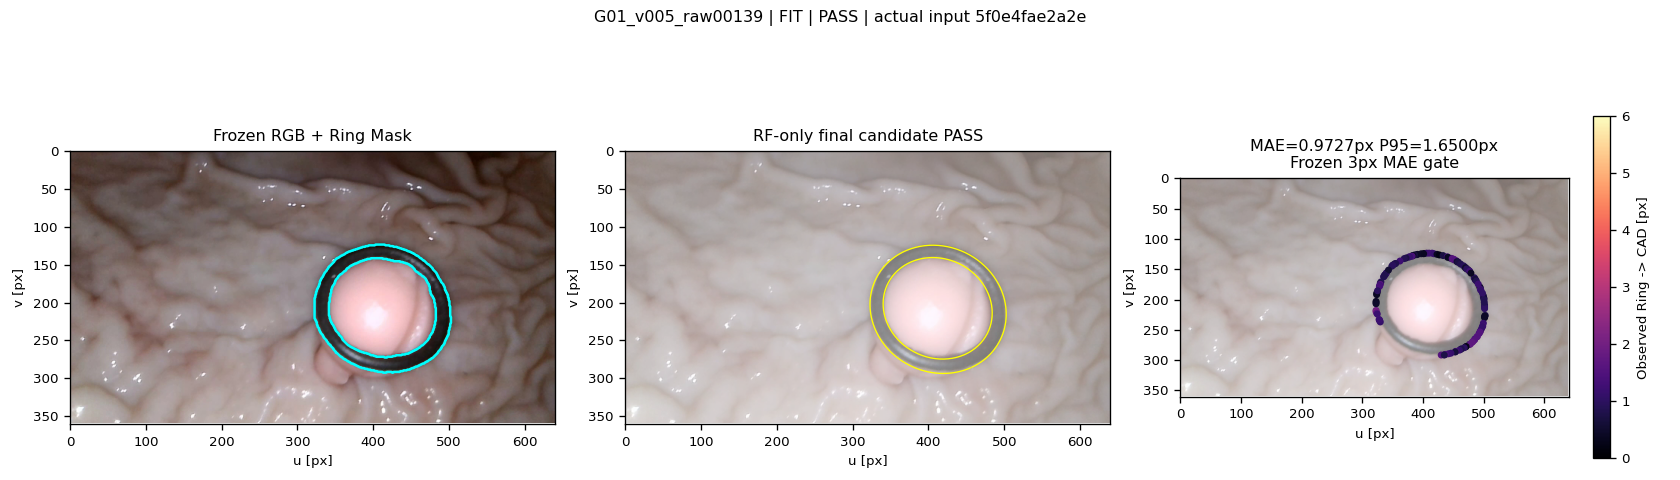 G01_v005_raw00139 | FIT | PASS | actual input 5f0e4fae2a2e
Frozen RGB + Ring Mask
0
50
100
150
200
250
300
350
v [px]
0 100 200 300 400 500 600
u [px]
RF-only final candidate PASS
0
50
100
150
200
250
300
350
v [px]
0 100 200 300 400 500 600
u [px]
MAE=0.9727px P95=1.6500px
Frozen 3px MAE gate
0
50
100
150
200
250
300
350
v [px]
0 100 200 300 400 500 600
u [px]
6
5
4
3
2
1
0
Observed Ring -> CAD [px]